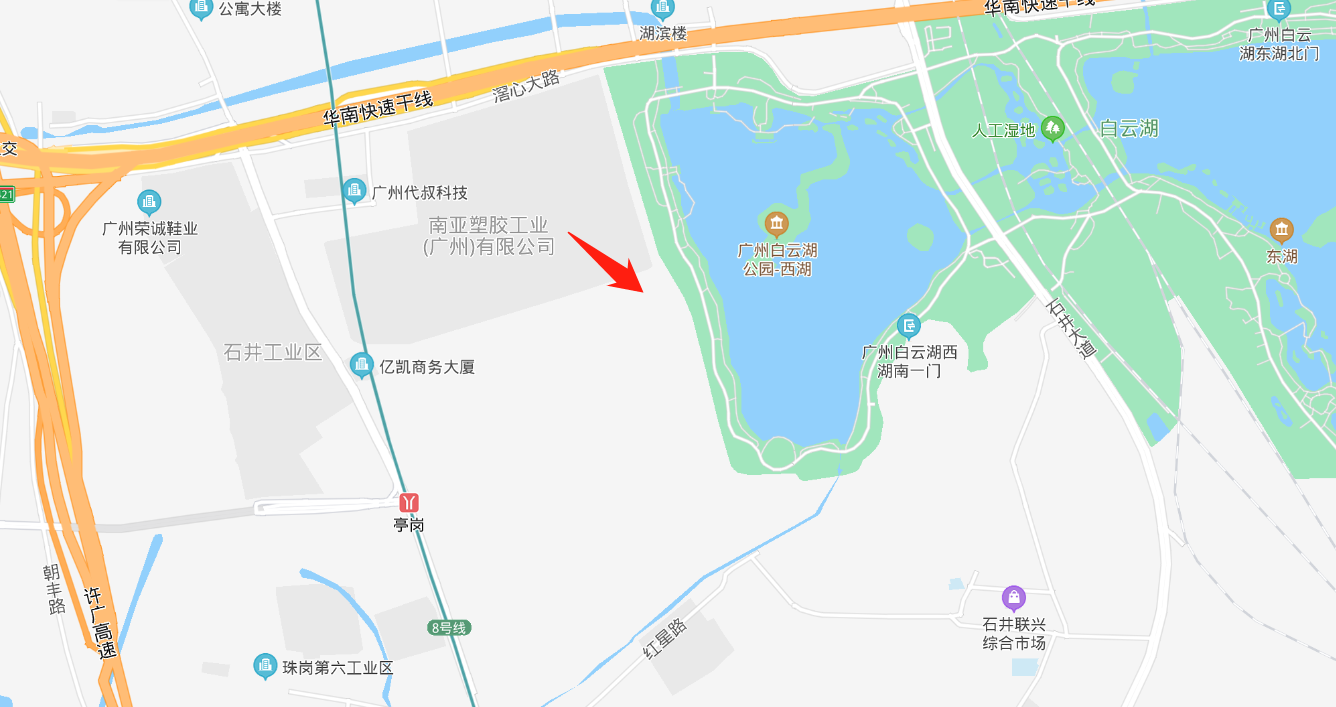 公寓大楼
湖滨楼
华南快速干线
广州白云
湖东湖北门
滘心大路
华南快速干线
人工湿地
白云湖
交
广州代叔科技
广州荣诚鞋业
有限公司
南亚塑胶工业
(广州)有限公司
广州白云湖
公园-西湖
东湖
石井大道
石井工业区
亿凯商务大厦
广州白云湖西
湖南一门
亭岗
朝丰路
许广高速
8号线
红星路
石井联兴
综合市场
珠岗第六工业区